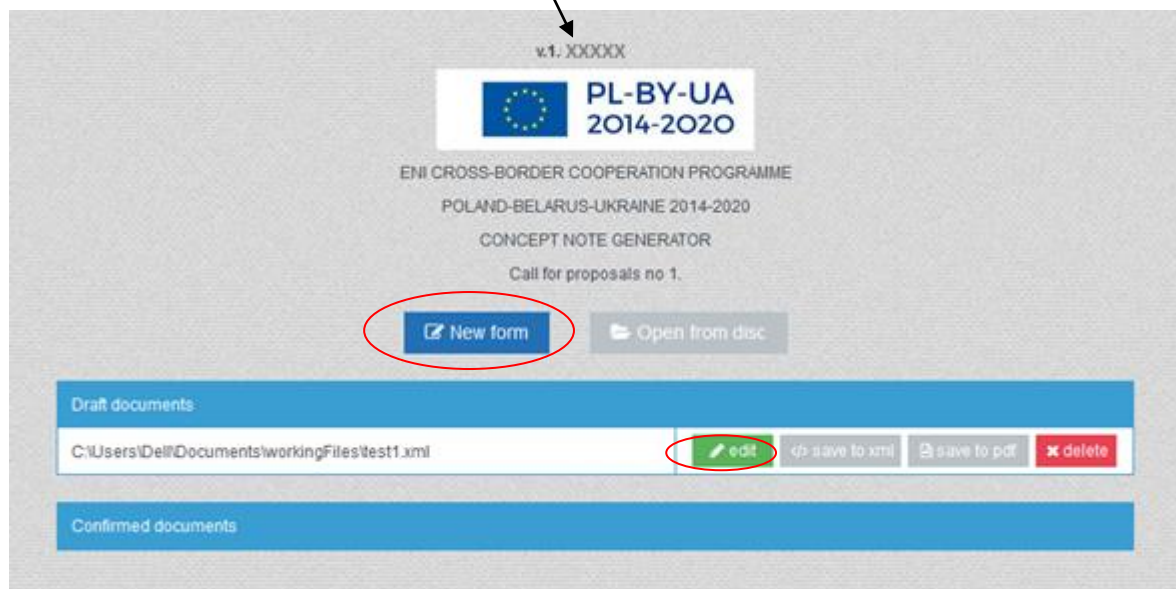 v.1. XXXXX
PL-BY-UA
2014-2020
ENI CROSS-BORDER COOPERATION PROGRAMME
POLAND-BELARUS-UKRAINE 2014-2020
CONCEPT NOTE GENERATOR
Call for proposals no 1.
New form Open from disc
Draft documents
C:\Users\Dell\Documents\workingFiles\test1.xml edit </> save to xml save to pdf delete
Confirmed documents